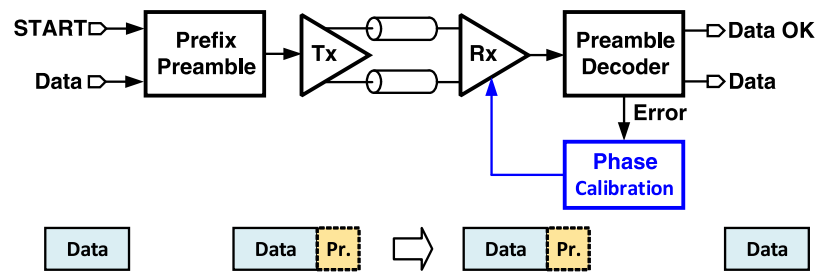 START
Data
Prefix
Preamble
Tx
Rx
Preamble
Decoder
Data OK
Data
Error
Phase
Calibration
Data
Data Pr.
Data Pr.
Data